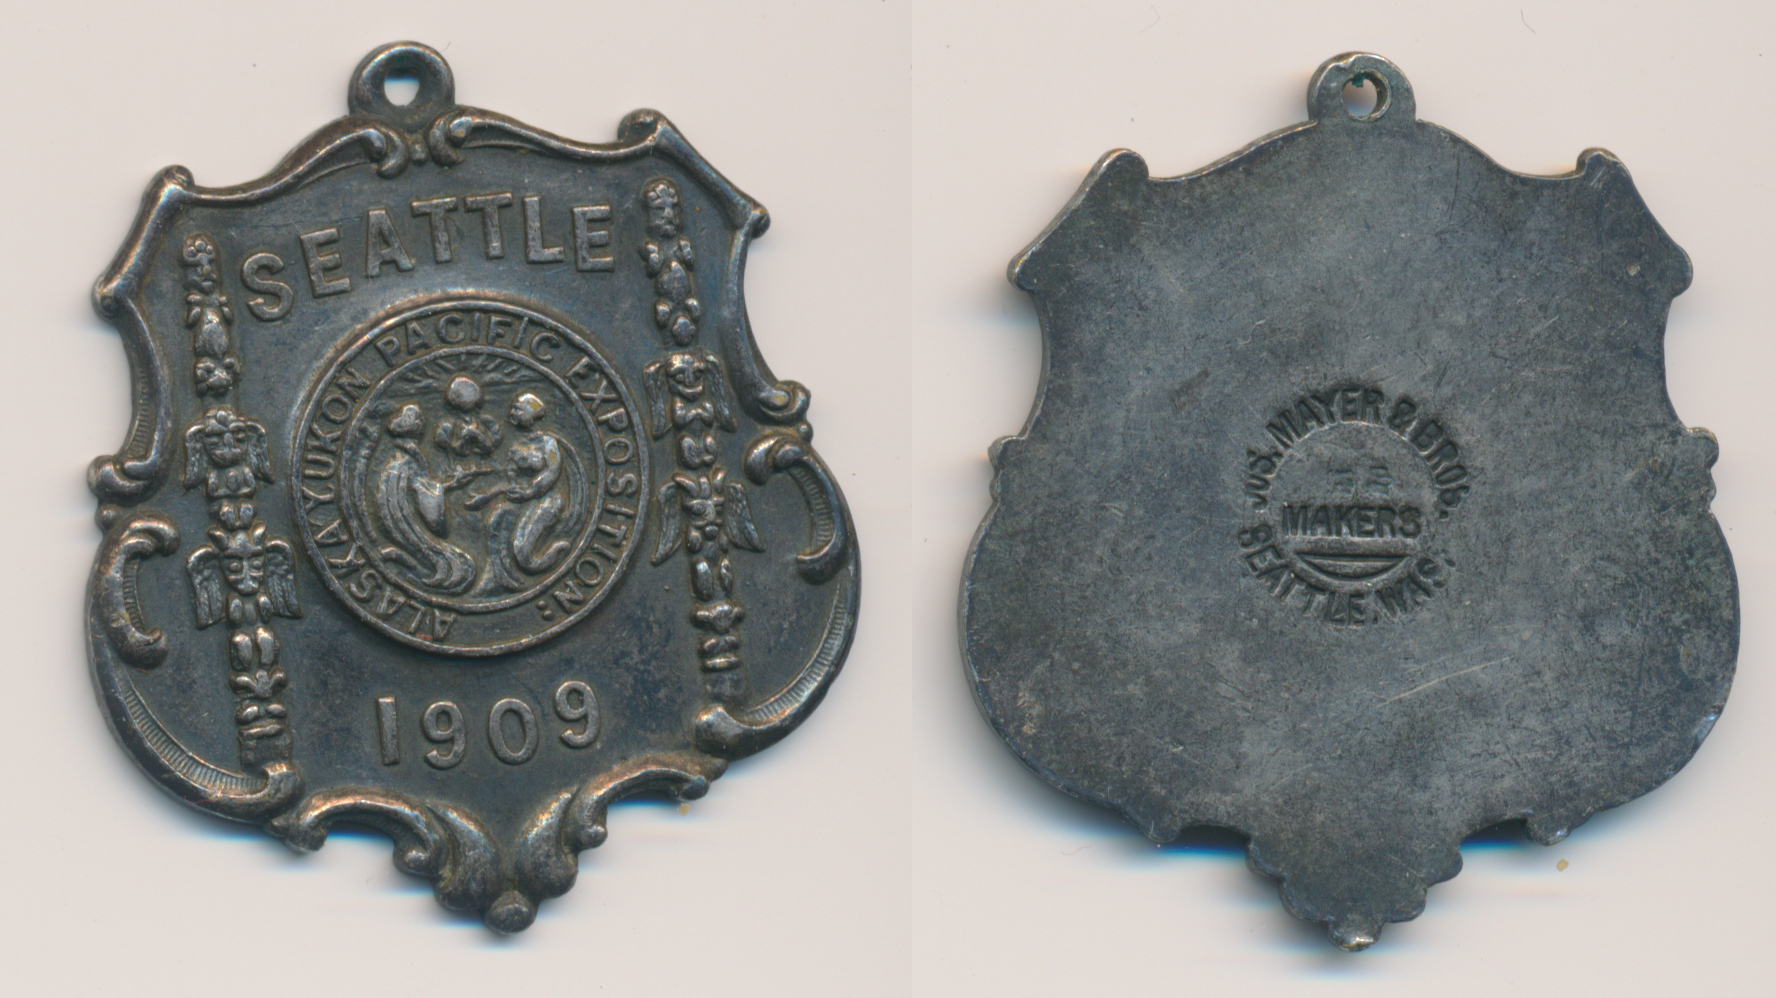 SEATTLE
ALASKA YUKON PACIFIC EXPOSITION:
1909
JOS. MAYER & BROS.
MAKERS
SEATTLE. WAS.